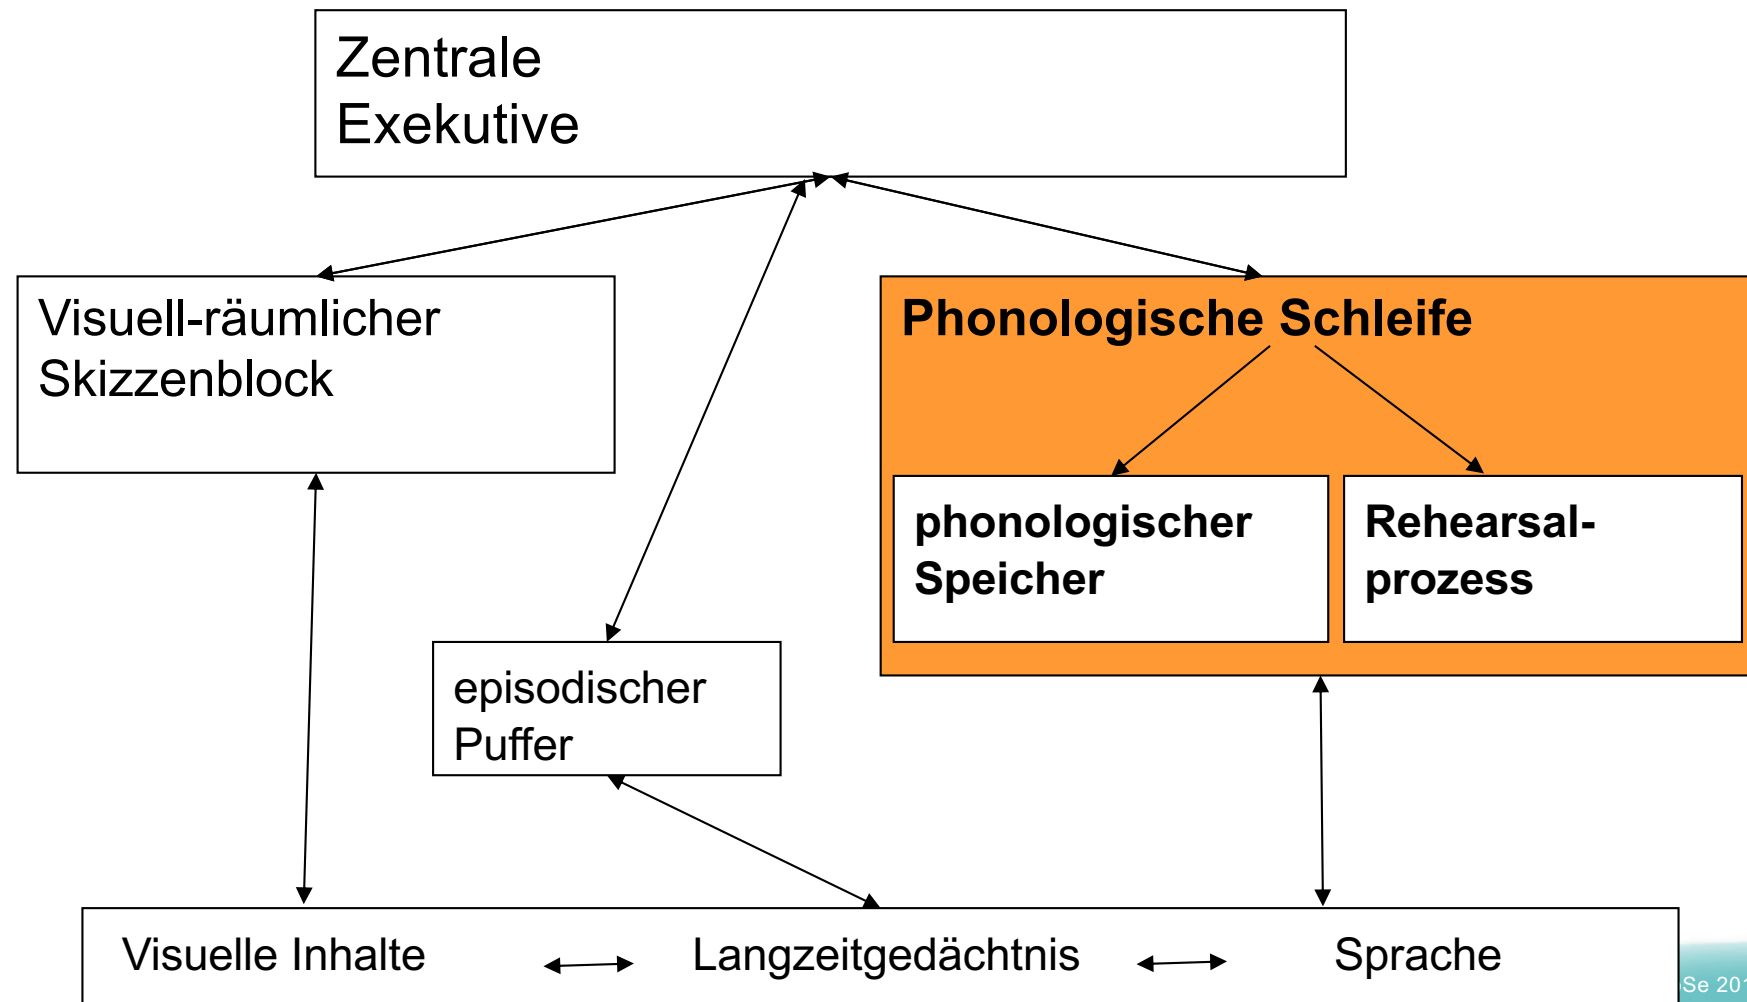 Zentrale
Exekutive
Visuell-räumlicher
Skizzenblock
Phonologische Schleife
phonologischer
Speicher
Rehearsal-
prozess
episodischer
Puffer
Visuelle Inhalte
Langzeitgedächtnis
Sprache